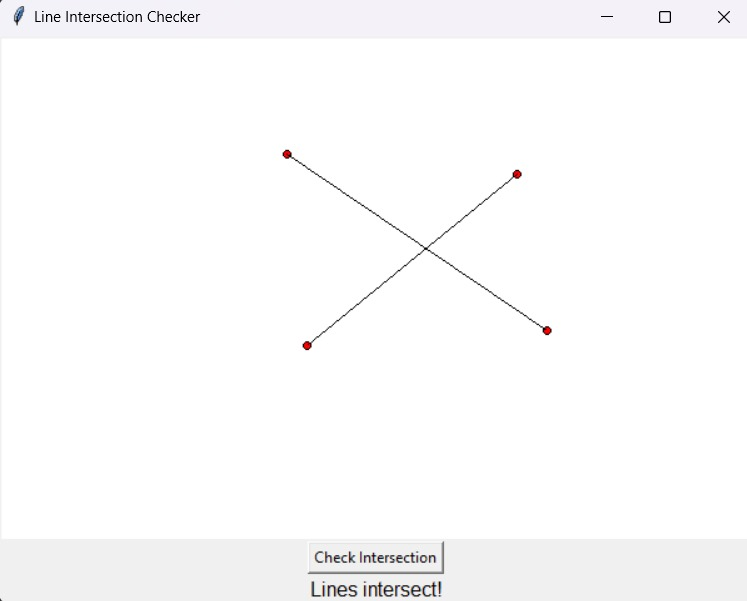 Line Intersection Checker
Check Intersection
Lines intersect!